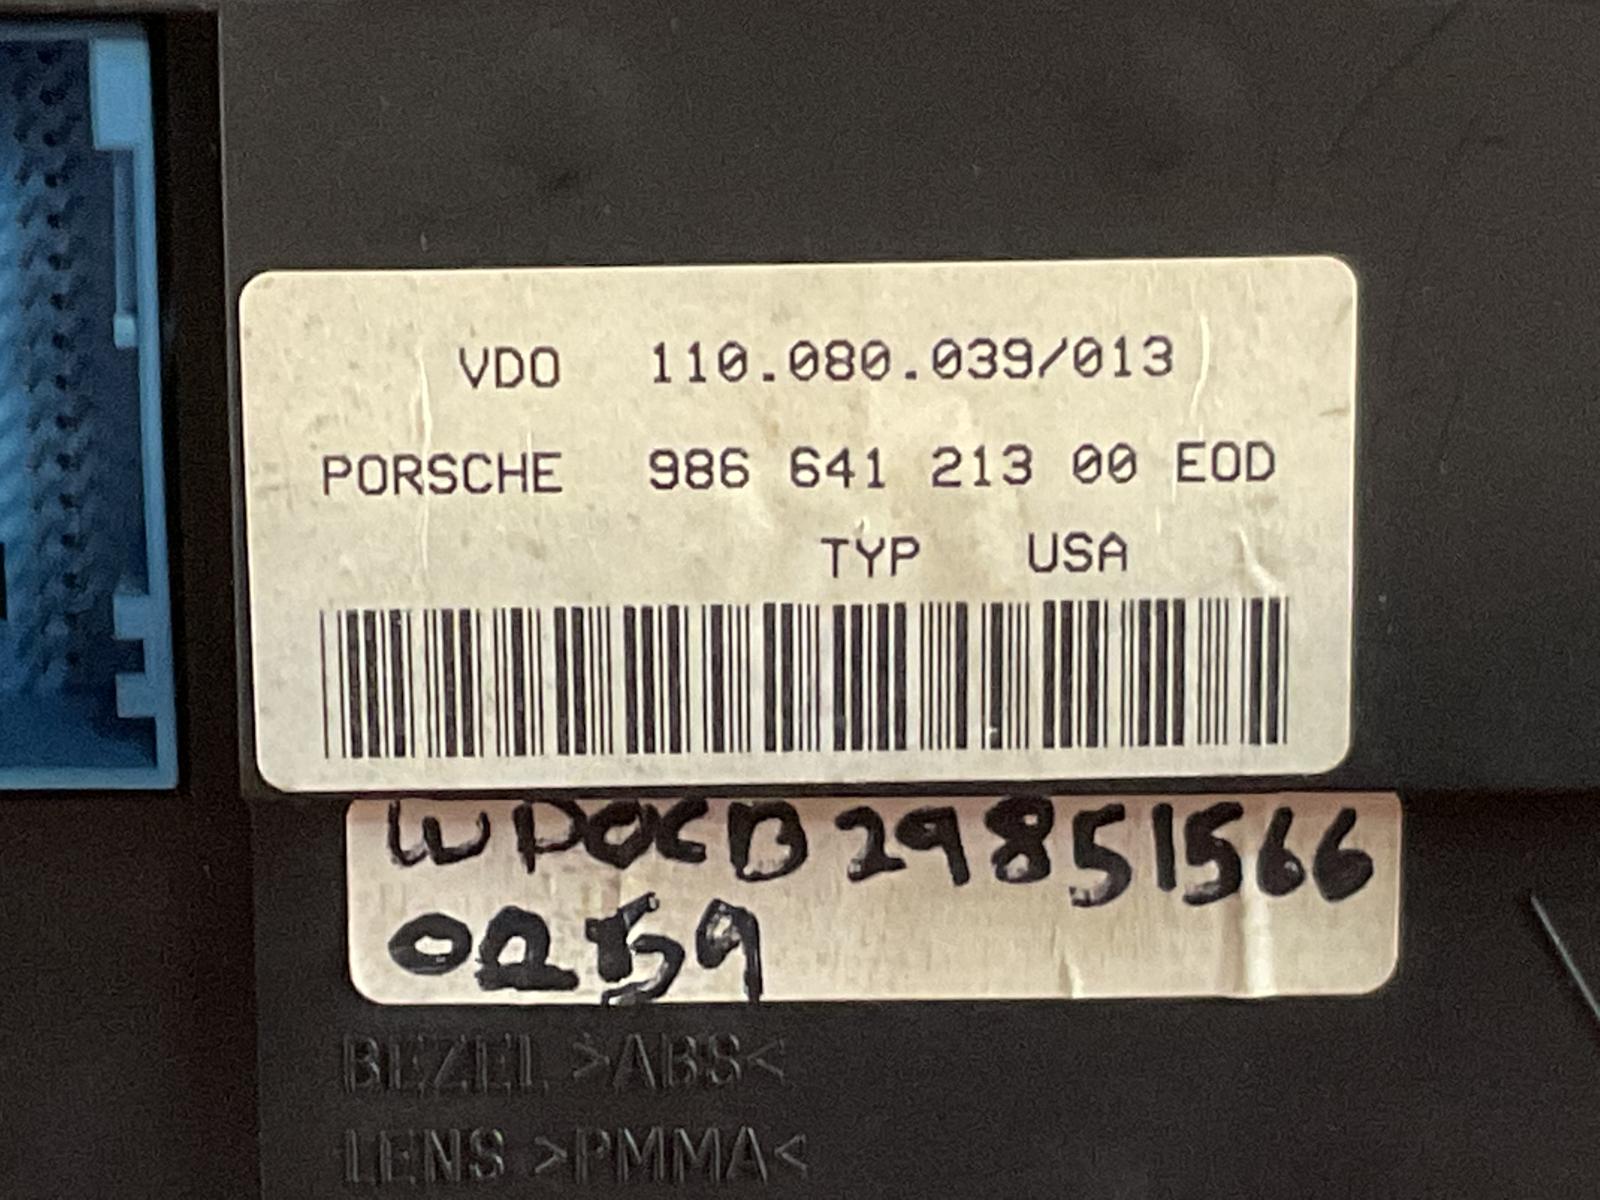 VDO 110.080.039/013
PORSCHE 986 641 213 00 EOD
TYP USA
WPOCB29851566
0259
BEZEL >ABS<
LENS >PMMA<